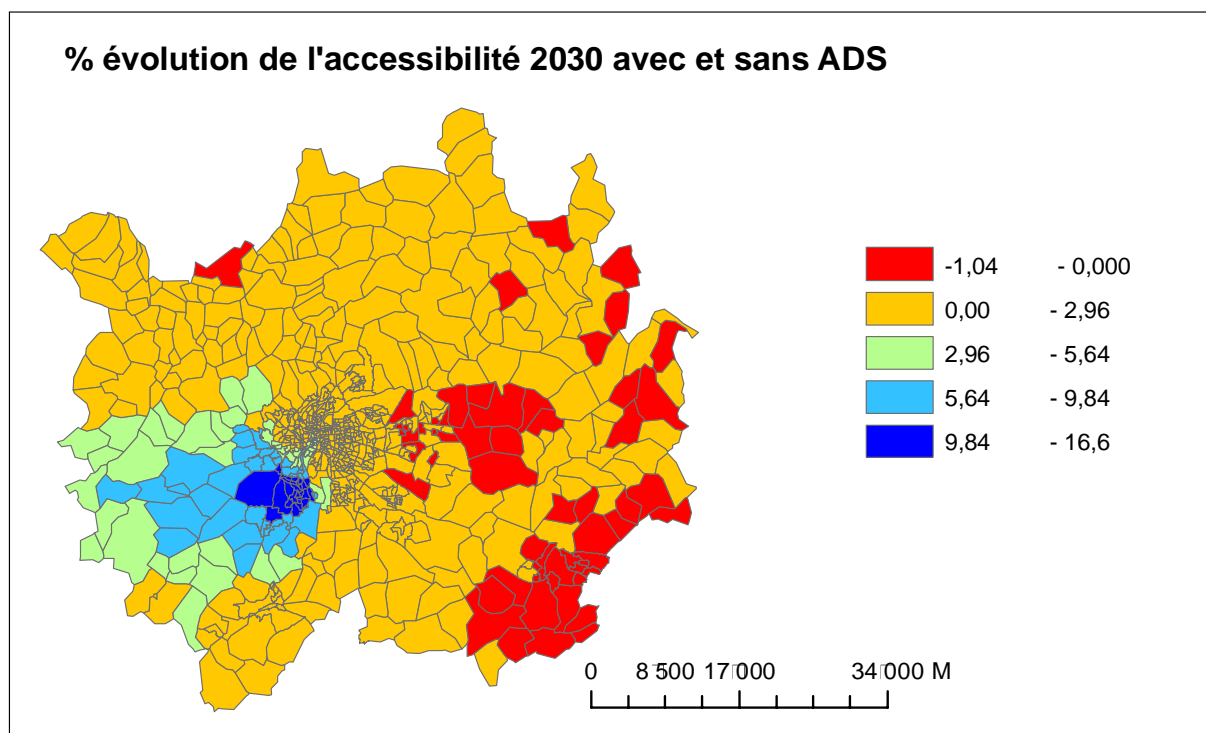 % évolution de l'accessibilité 2030 avec et sans ADS
-1,04 - 0,000
0,00 - 2,96
2,96 - 5,64
5,64 - 9,84
9,84 - 16,6
0 8 500 17 000 34 000 M